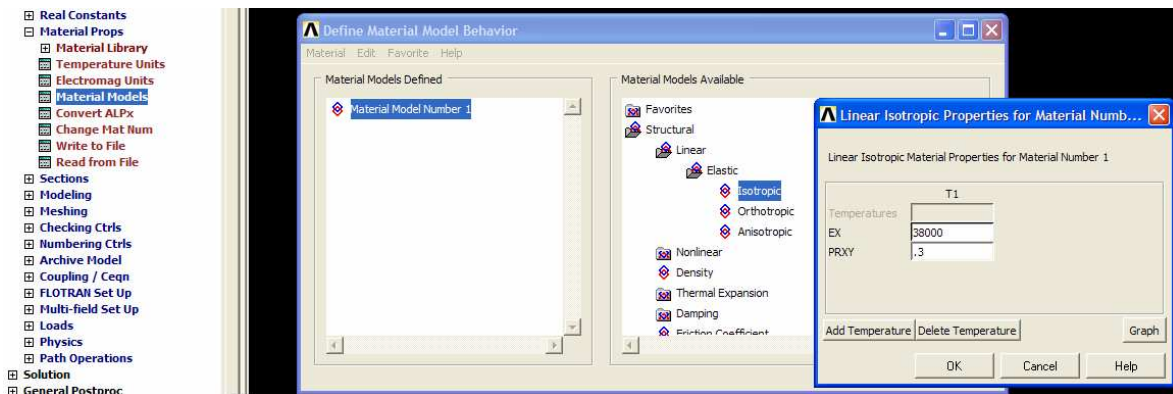 Real Constants
Material Props
Material Library
Temperature Units
Electromag Units
Material Models
Convert ALPx
Change Mat Num
Write to File
Read from File
Sections
Modeling
Meshing
Checking Ctrls
Numbering Ctrls
Archive Model
Coupling / Ceqn
FLOTRAN Set Up
Multi-field Set Up
Loads
Physics
Path Operations
Solution
General Postproc
Define Material Model Behavior
Material Edit Favorite Help
Material Models Defined
Material Model Number 1
Material Models Available
Favorites
Structural
Linear
Elastic
Isotropic
Orthotropic
Anisotropic
Nonlinear
Density
Thermal Expansion
Damping
Friction Coefficient
Linear Isotropic Properties for Material Numb...
Linear Isotropic Material Properties for Material Number 1
T1
Temperatures
EX 38000
PRXY .3
Add Temperature Delete Temperature Graph
OK Cancel Help